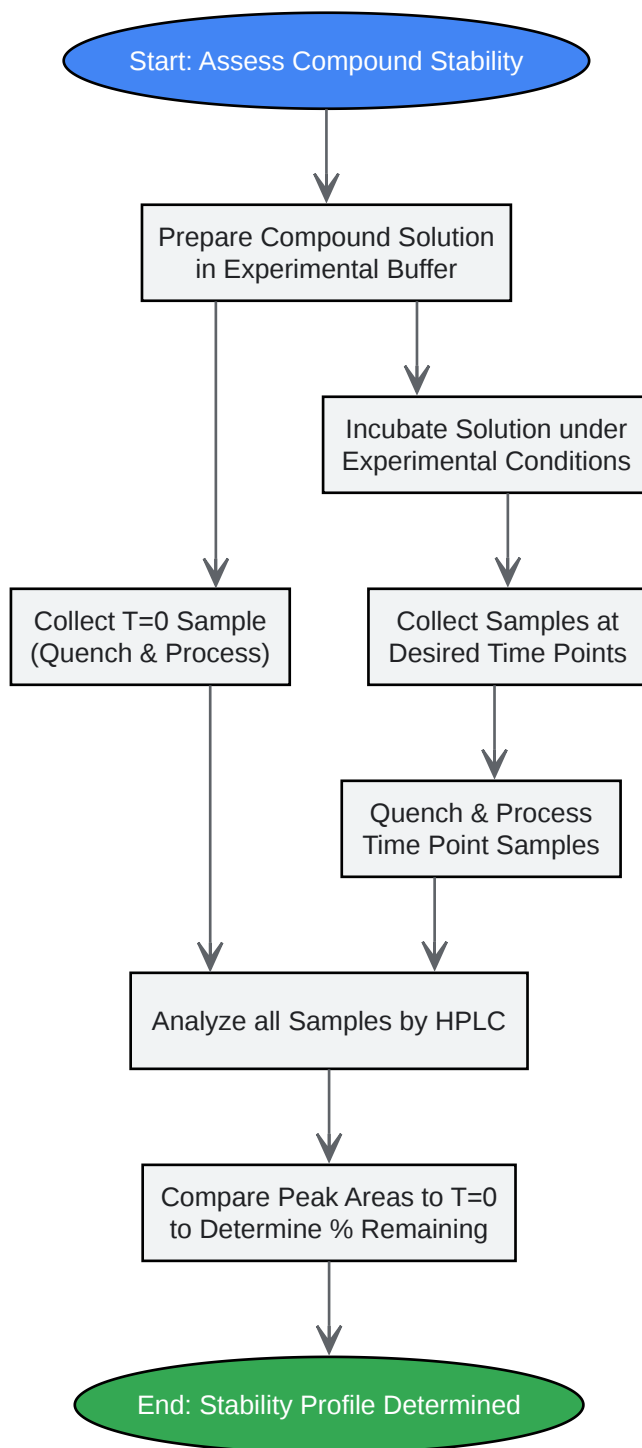 Start: Assess Compound Stability
Prepare Compound Solution
in Experimental Buffer
Incubate Solution under
Experimental Conditions
Collect T=0 Sample
(Quench & Process)
Collect Samples at
Desired Time Points
Quench & Process
Time Point Samples
Analyze all Samples by HPLC
Compare Peak Areas to T=0
to Determine % Remaining
End: Stability Profile Determined